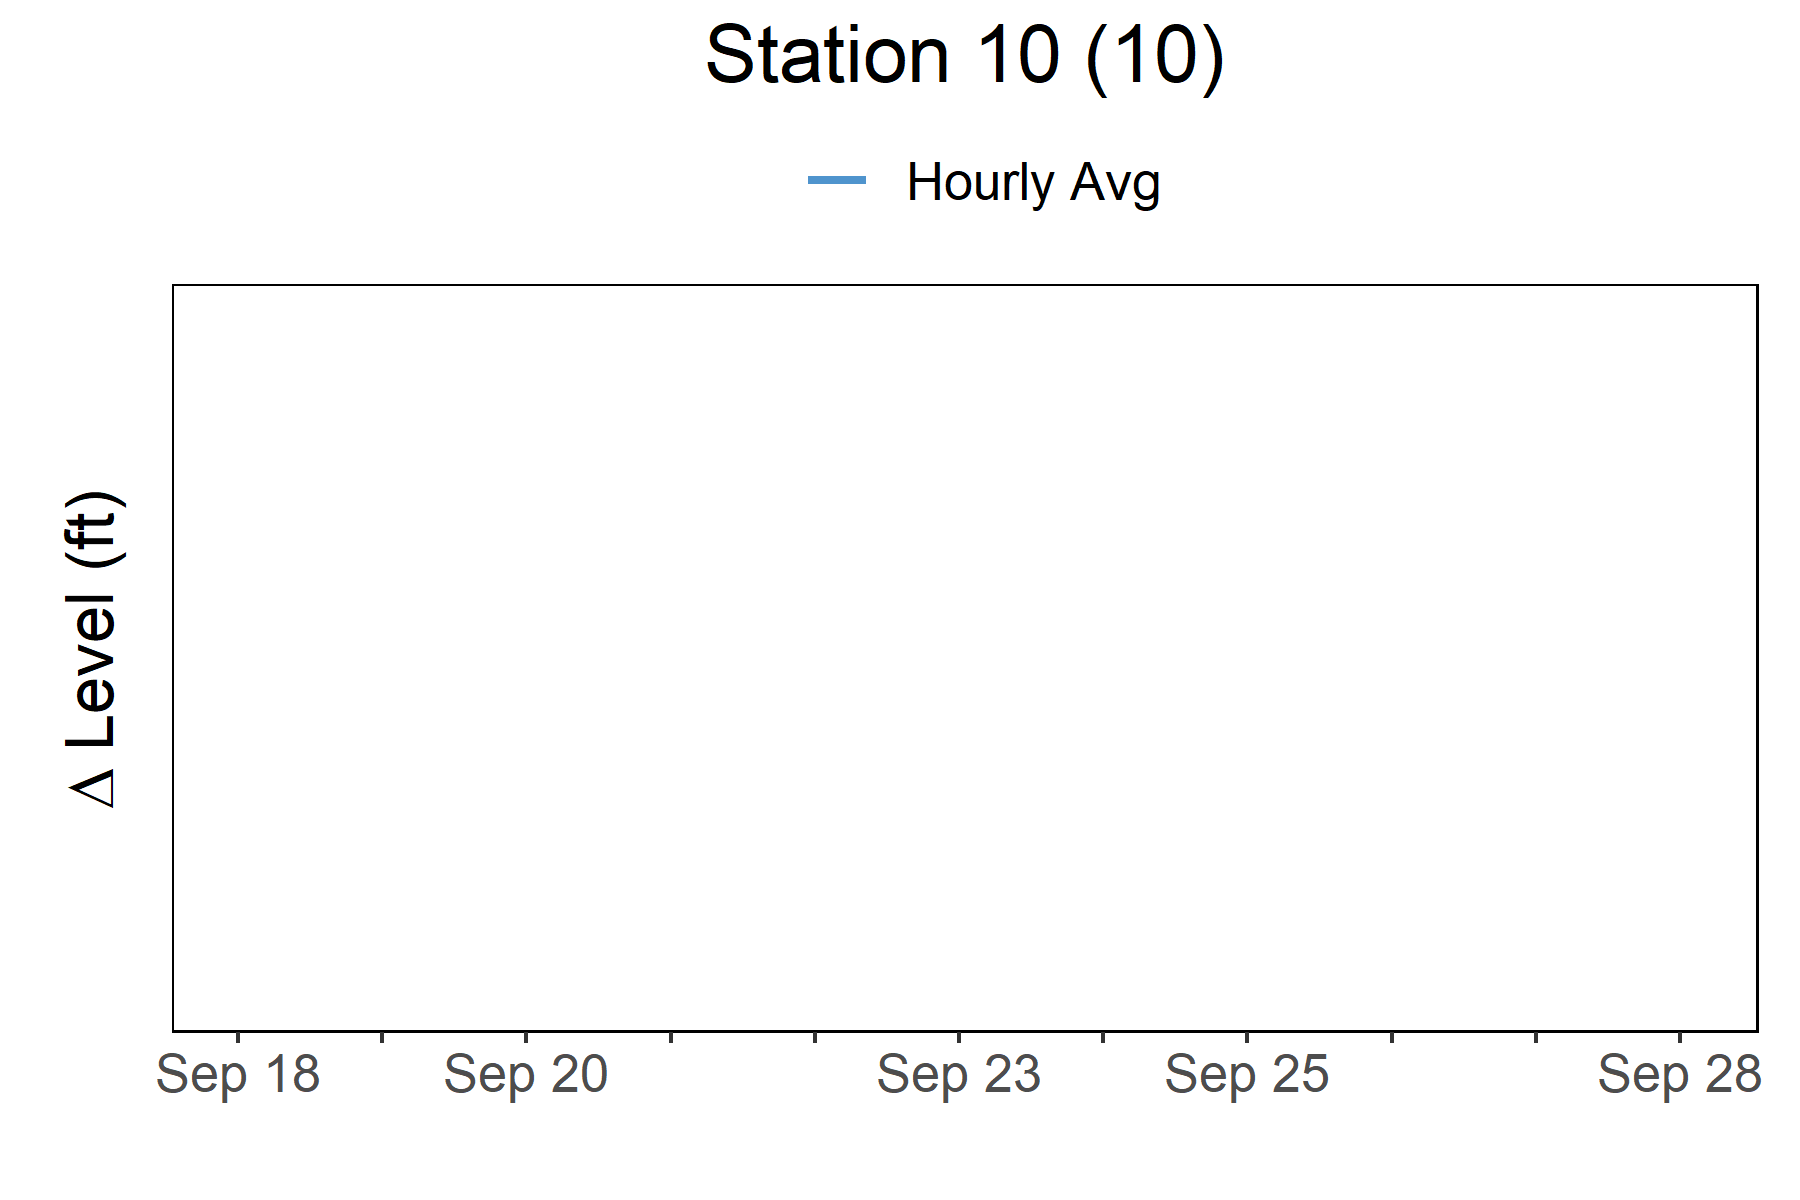 Station 10 (10)
Hourly Avg
Δ Level (ft)
Sep 18 Sep 20 Sep 23 Sep 25 Sep 28